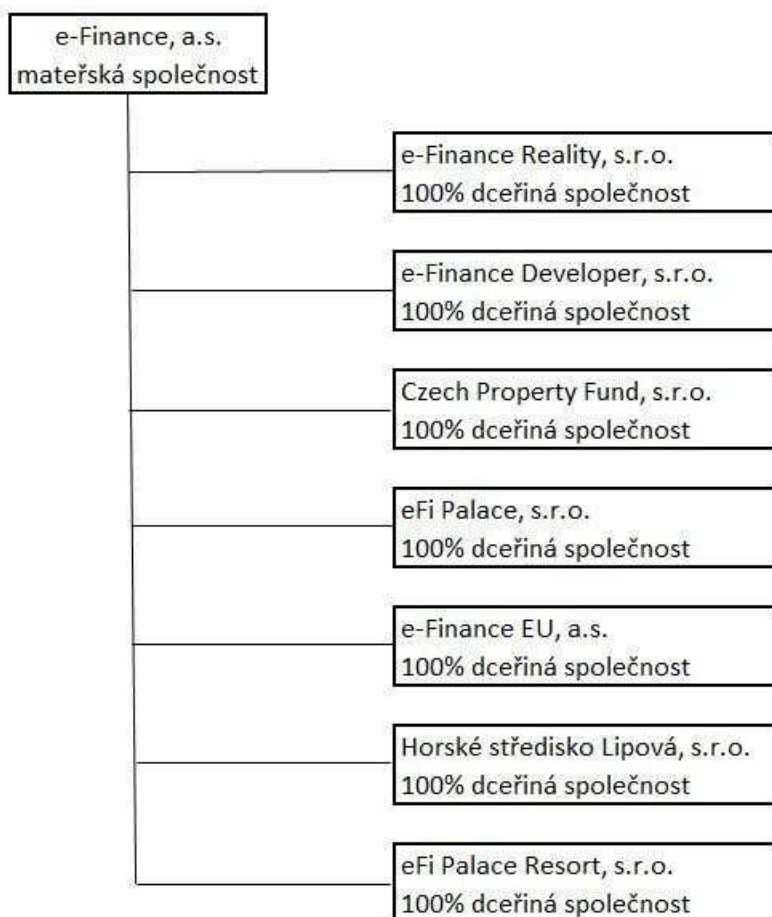 e-Finance, a.s.
mateřská společnost
e-Finance Reality, s.r.o.
100% dceřiná společnost
e-Finance Developer, s.r.o.
100% dceřiná společnost
Czech Property Fund, s.r.o.
100% dceřiná společnost
eFi Palace, s.r.o.
100% dceřiná společnost
e-Finance EU, a.s.
100% dceřiná společnost
Horské středisko Lipová, s.r.o.
100% dceřiná společnost
eFi Palace Resort, s.r.o.
100% dceřiná společnost